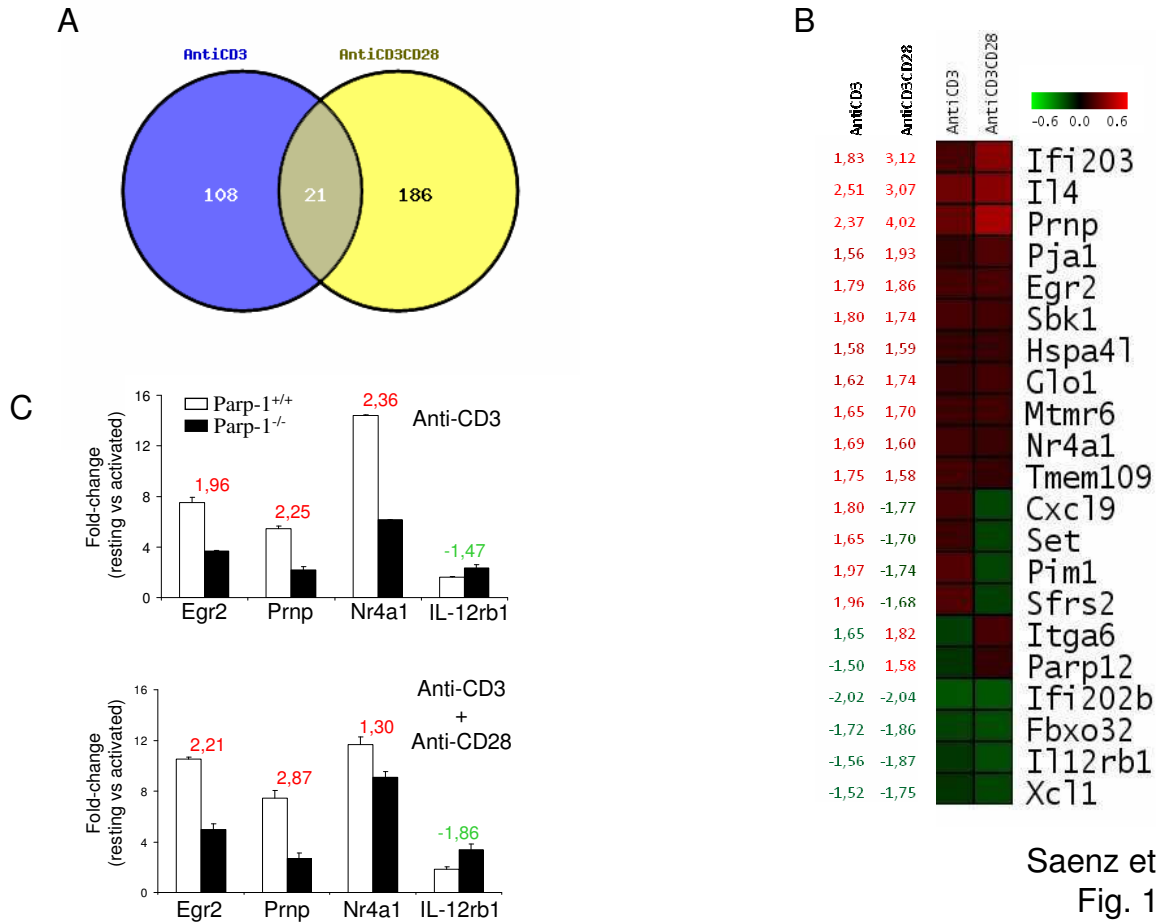 A
AntiCD3 AntiCD3CD28
108 21 186
B
AntiCD3 AntiCD3CD28 AntiCD3 AntiCD3CD28
-0.6 0.0 0.6
1,83 3,12 Ifi203
2,51 3,07 Il4
2,37 4,02 Prnp
1,56 1,93 Pja1
1,79 1,86 Egr2
1,80 1,74 Sbk1
1,58 1,59 Hspa4l
1,62 1,74 Glo1
1,65 1,70 Mtmr6
1,69 1,60 Nr4a1
1,75 1,58 Tmem109
1,80 -1,77 Cxcl9
1,65 -1,70 Set
1,97 -1,74 Pim1
1,96 -1,68 Sfrs2
1,65 1,82 Itga6
-1,50 1,58 Parp12
-2,02 -2,04 Ifi202b
-1,72 -1,86 Fbxo32
-1,56 -1,87 Il12rb1
-1,52 -1,75 Xcl1
C
Fold-change
(resting vs activated)
16
12
8
4
0
Parp-1+/+
Parp-1-/-
Anti-CD3
1,96 2,25 2,36 -1,47
Egr2 Prnp Nr4a1 IL-12rb1
Fold-change
(resting vs activated)
16
12
8
4
0
Anti-CD3
+
Anti-CD28
2,21 2,87 1,30 -1,86
Egr2 Prnp Nr4a1 IL-12rb1
Saenz et
Fig. 1